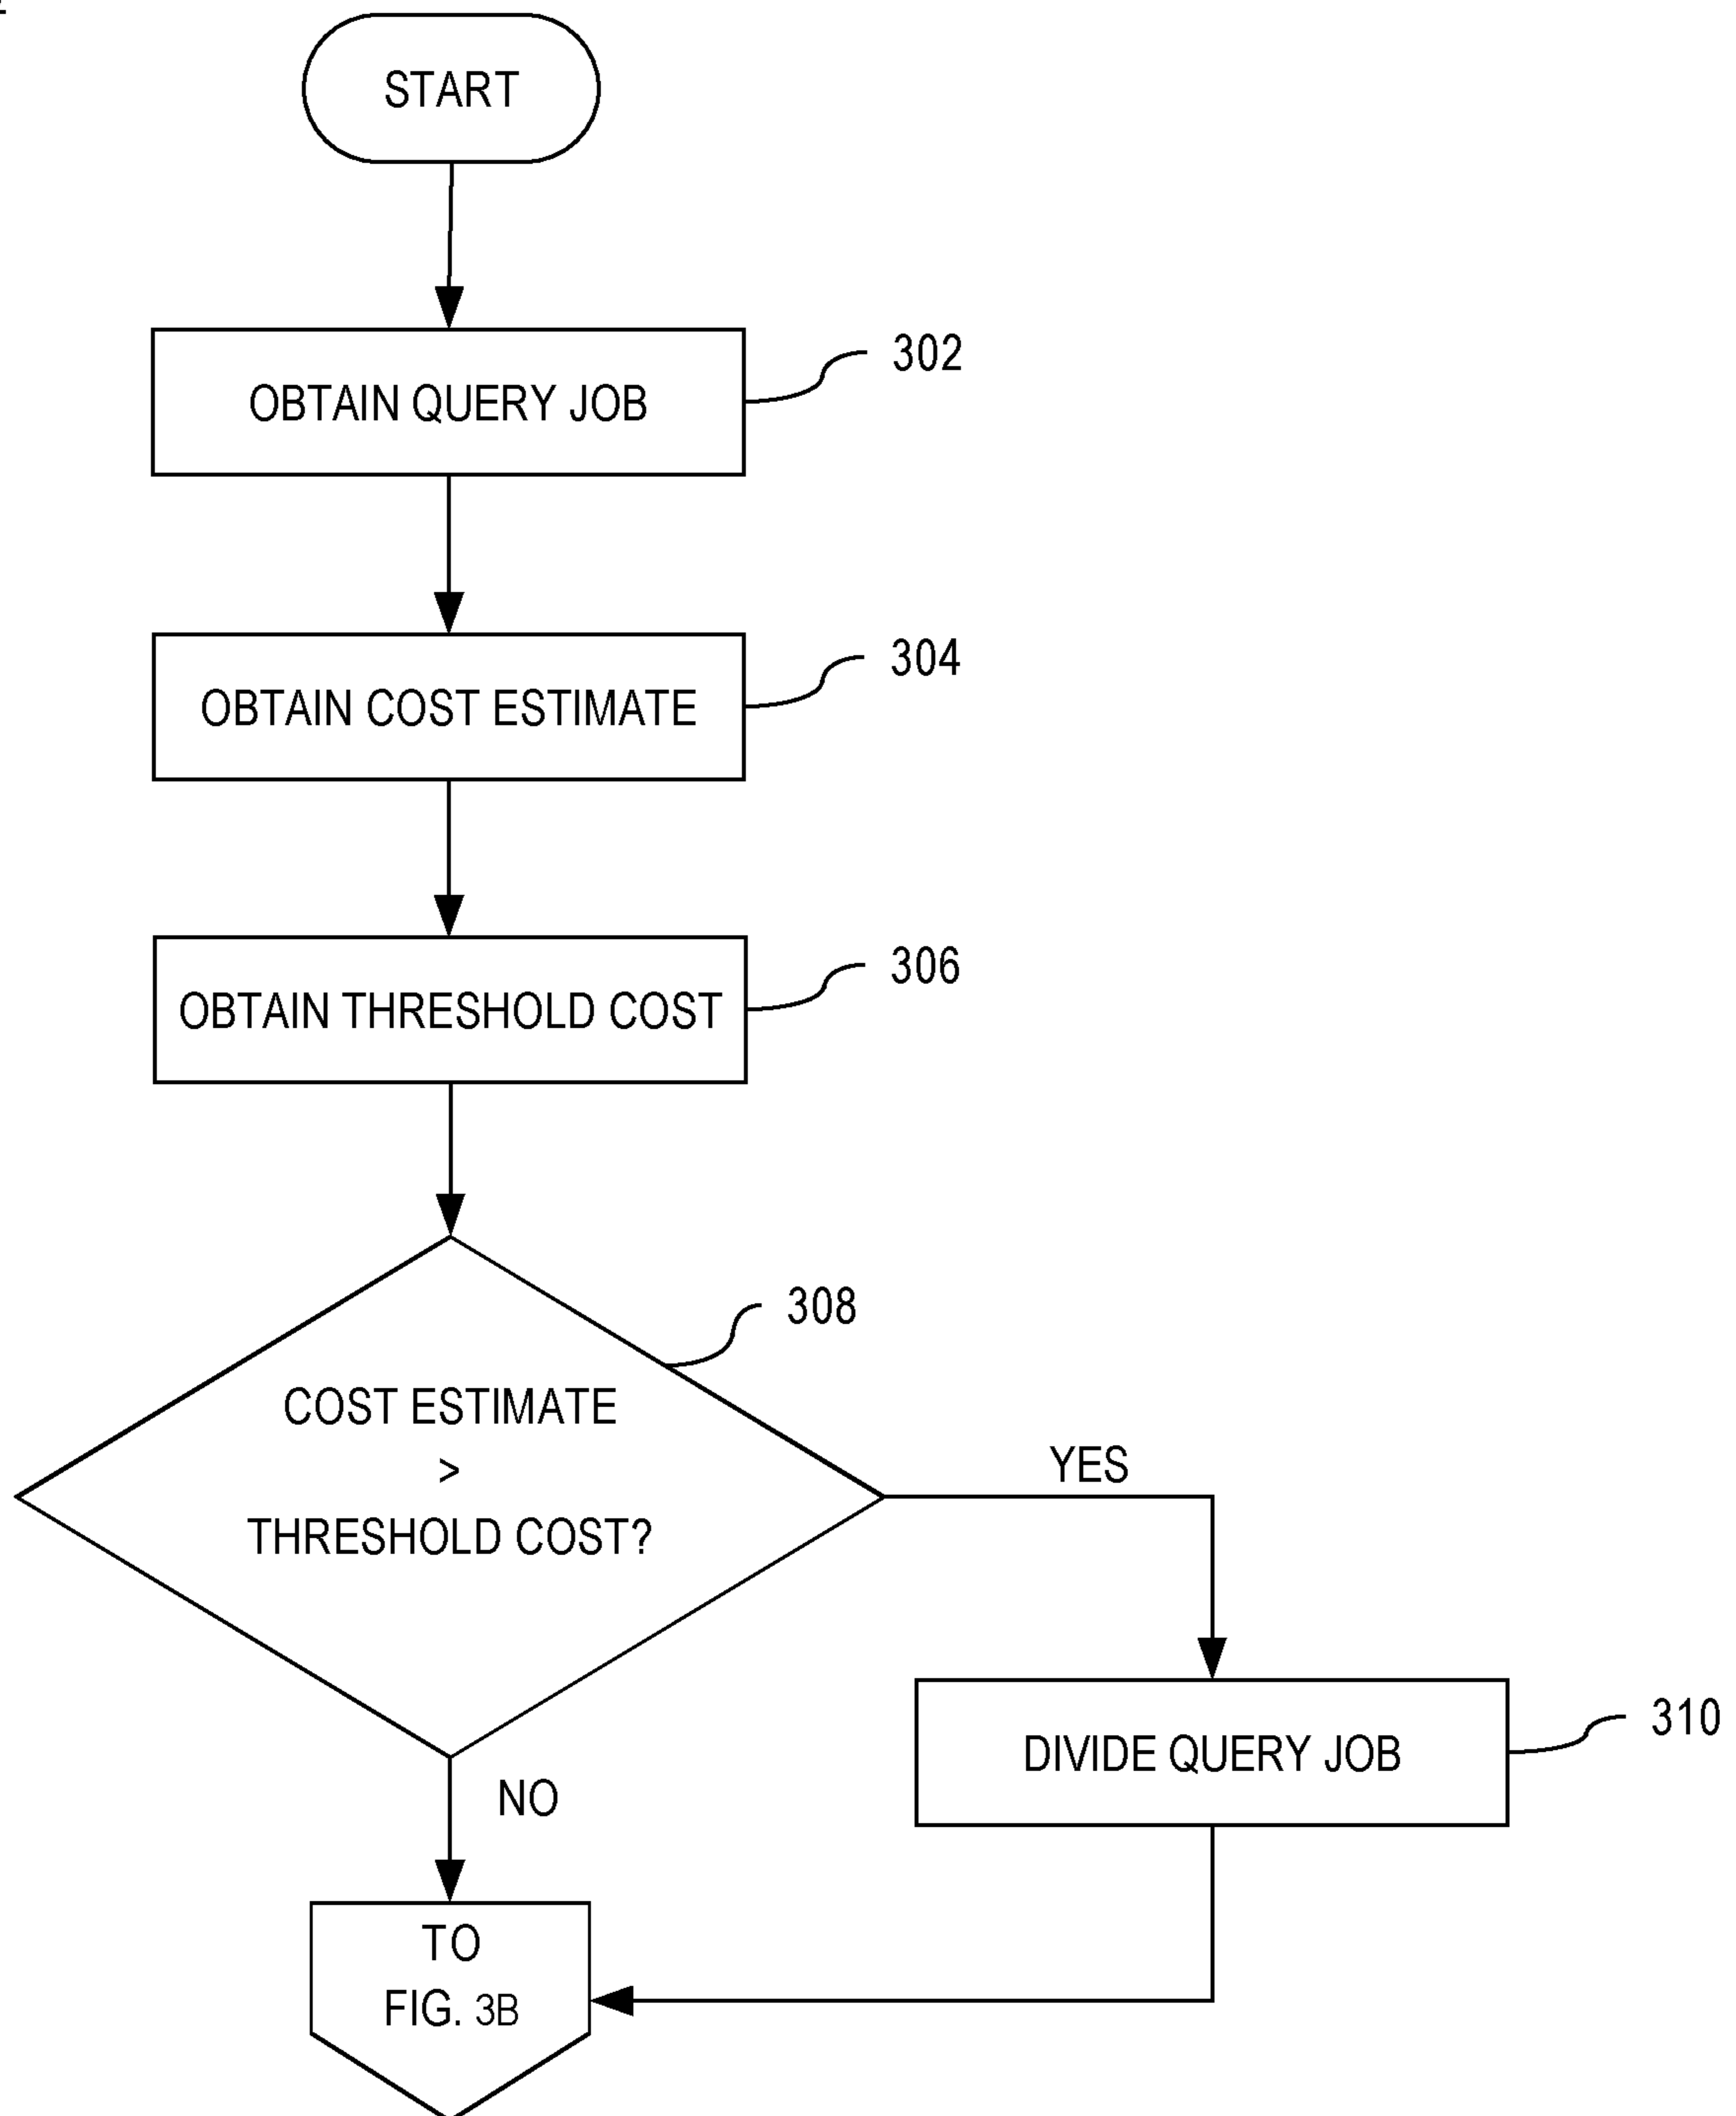 START
OBTAIN QUERY JOB
302
OBTAIN COST ESTIMATE
304
OBTAIN THRESHOLD COST
306
308
COST ESTIMATE
>
THRESHOLD COST?
YES
DIVIDE QUERY JOB
310
NO
TO
FIG. 3B